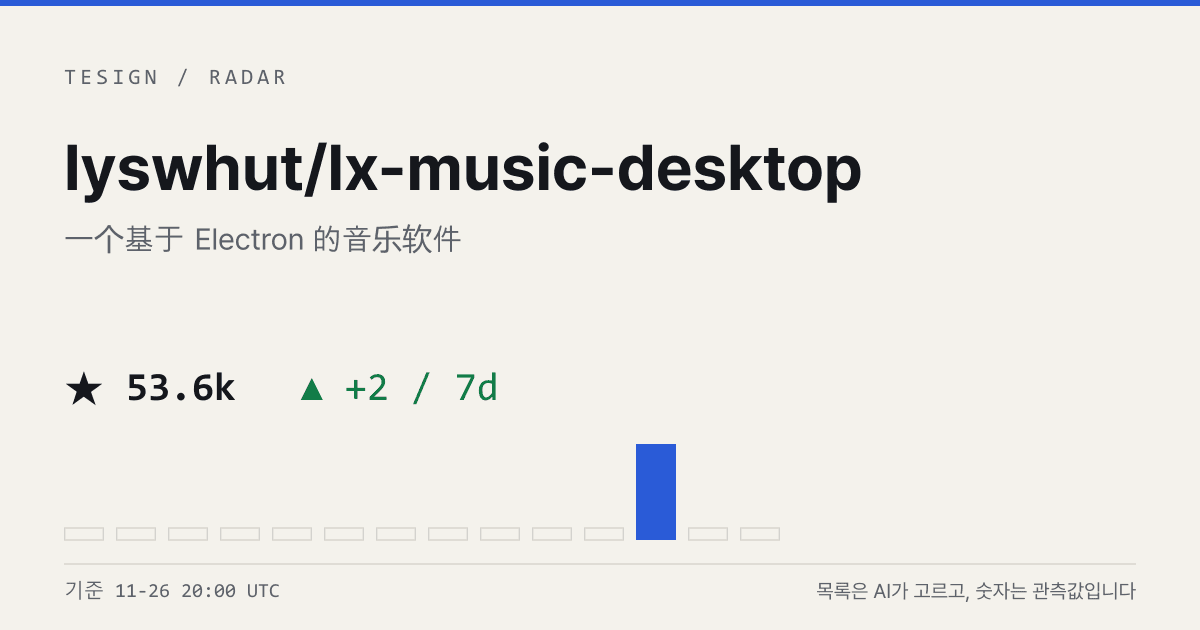 TESIGN / RADAR
lyswhut/lx-music-desktop
一个基于 Electron 的音乐软件
★ 53.6k ▲ +2 / 7d
기준 11-26 20:00 UTC
목록은 AI가 고르고, 숫자는 관측값입니다